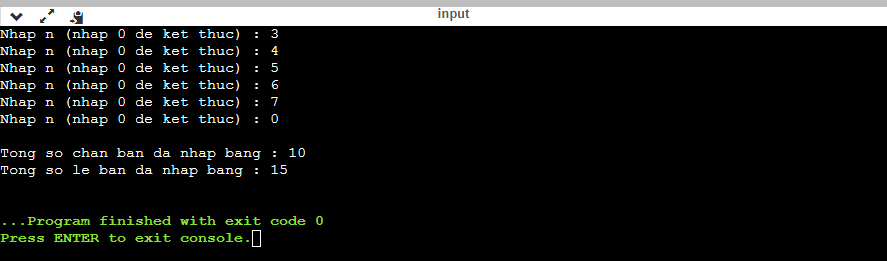 input
Nhap n (nhap 0 de ket thuc) : 3
Nhap n (nhap 0 de ket thuc) : 4
Nhap n (nhap 0 de ket thuc) : 5
Nhap n (nhap 0 de ket thuc) : 6
Nhap n (nhap 0 de ket thuc) : 7
Nhap n (nhap 0 de ket thuc) : 0
Tong so chan ban da nhap bang : 10
Tong so le ban da nhap bang : 15
...Program finished with exit code 0
Press ENTER to exit console.